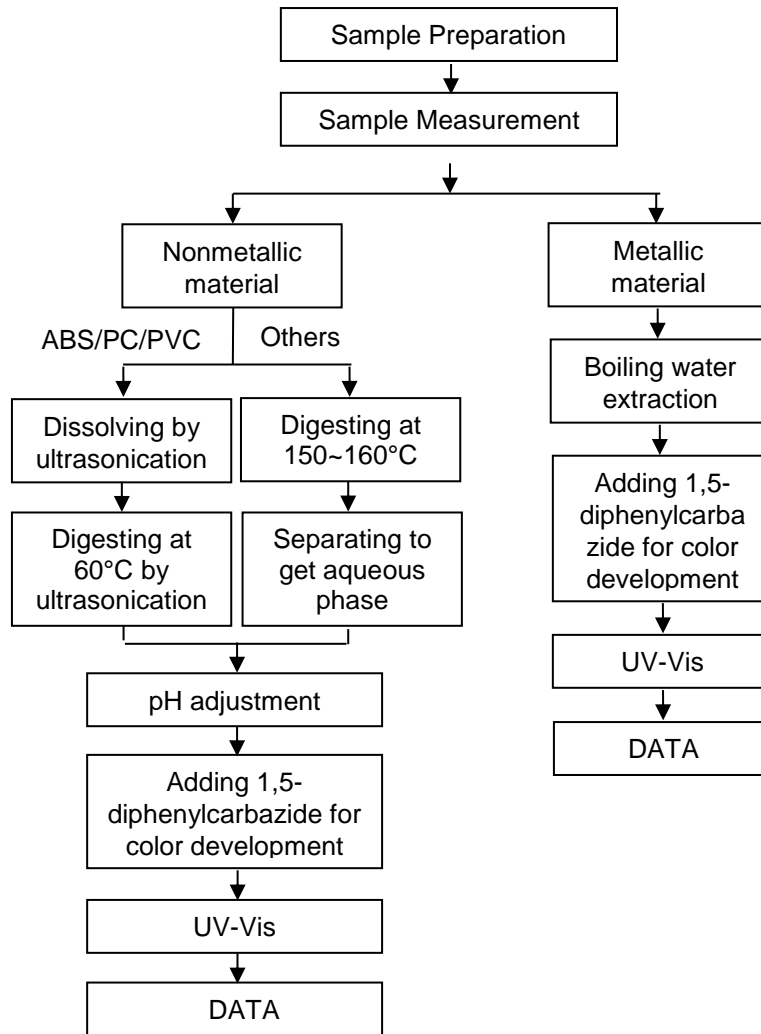 Sample Preparation
Sample Measurement
Nonmetallic
material
Metallic
material
ABS/PC/PVC
Others
Boiling water
extraction
Dissolving by
ultrasonication
Digesting at
150~160°C
Adding 1,5-
diphenylcarba
zide for color
development
Digesting at
60°C by
ultrasonication
Separating to
get aqueous
phase
UV-Vis
pH adjustment
DATA
Adding 1,5-
diphenylcarbazide for
color development
UV-Vis
DATA